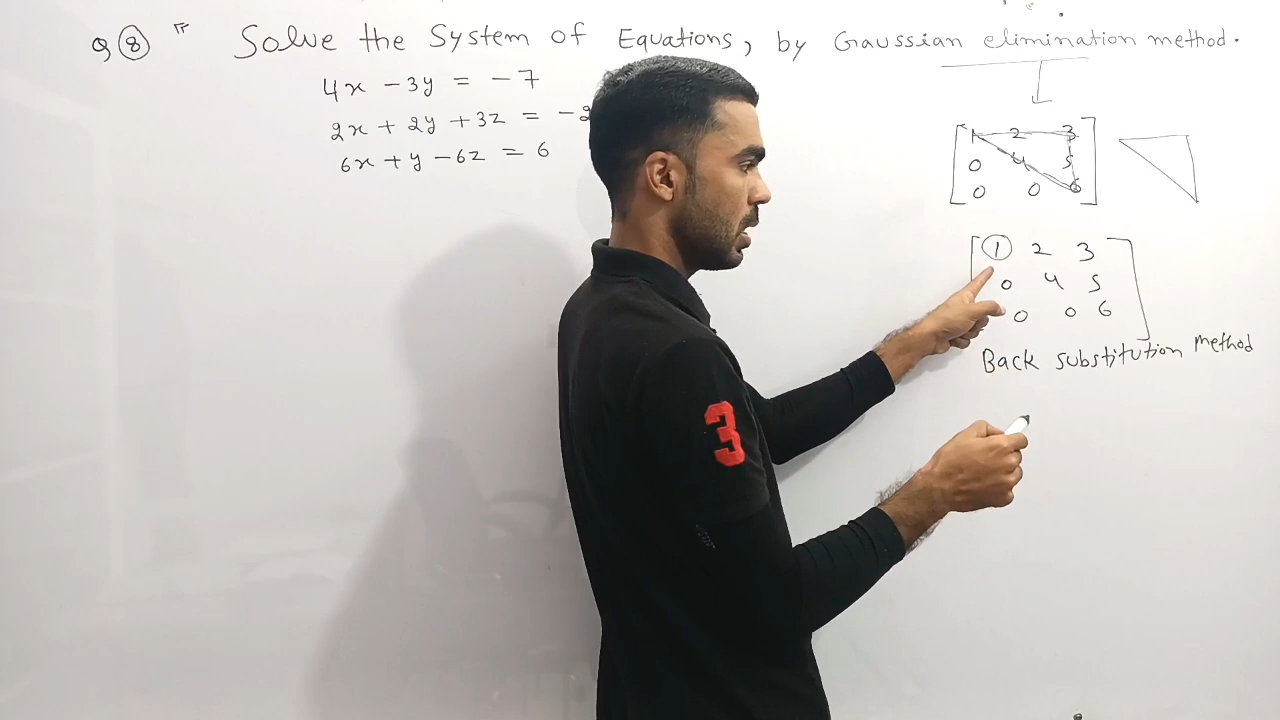 Q 8 Solve the System of Equations, by Gaussian elimination method.
4x - 3y = -7
2x + 2y + 3z = -2
6x + y - 6z = 6
1 2 3
0 4 5
0 0 6
1 2 3
0 4 5
0 0 6
Back substitution Method
3